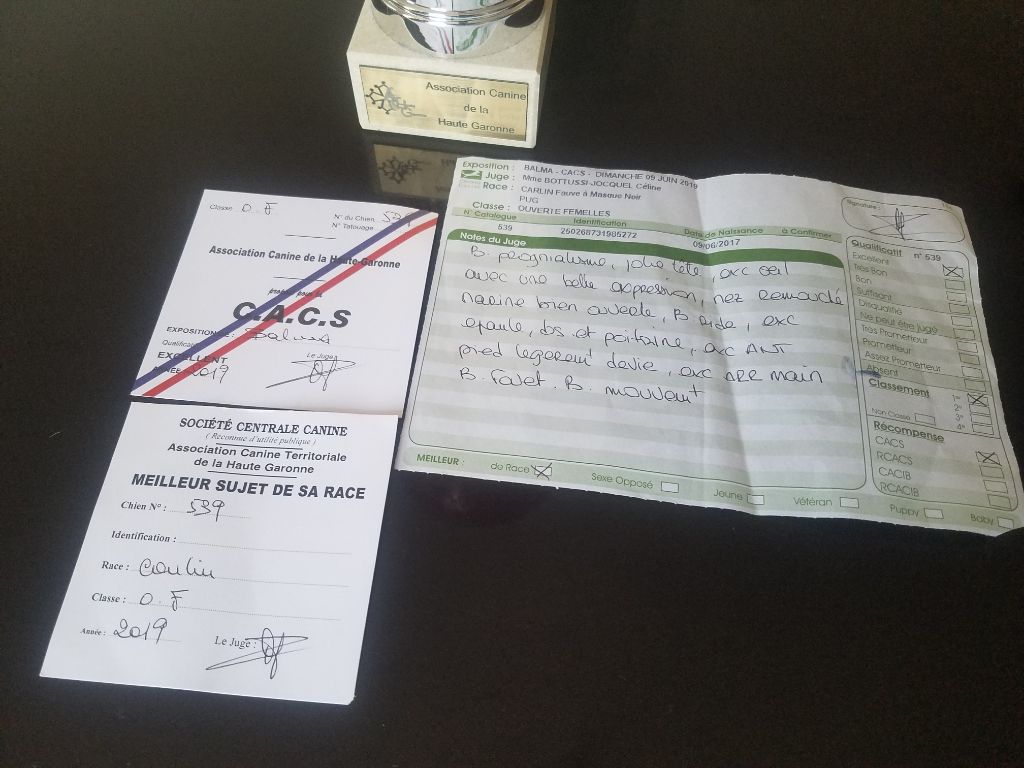 Association Canine
de la
Haute Garonne
Classe O.F
N° du Chien 539
N° Tatouage
Association Canine de la Haute-Garonne
C.A.C.S
EXPOSITION DE : Balma
Qualificatif
EXCELLENT
ANNÉE 2019
Le Juge
SOCIÉTÉ CENTRALE CANINE
( Reconnue d'utilité publique )
Association Canine Territoriale
de la Haute Garonne
MEILLEUR SUJET DE SA RACE
Chien N° : 539
Identification :
Race : Carlin
Classe : O.F
Année : 2019
Le Juge :
Exposition : BALMA - CACS - DIMANCHE 09 JUIN 2019
Juge : Mme BOTTUSSI-JOCQUEL Céline
Race : CARLIN Fauve à Masque Noir
PUG
Classe : OUVERTE FEMELLES
N° Catalogue Identification Date de Naissance à Confirmer
539 250268731985272 09/06/2017
Notes du Juge
B. prognatisme, jolie tête, exc oeil
avec une belle expression, nez remonté
narine bien ouverte, B. ride, exc
épaule, dos et poitraine, exc ANT
pied légèrement dévié, exc ARR main
B. fouet. B. mouvement
MEILLEUR : de Race Sexe Opposé Jeune Vétéran Puppy Baby
Signature :
Qualificatif n° 539
Excellent
Très Bon
Bon
Suffisant
Disqualifié
Ne peut être jugé
Très Prometteur
Prometteur
Assez Prometteur
Absent
Classement
1er
2e
Non Classé 3e
4e
Récompense
CACS
RCACS
CACIB
RCACIB